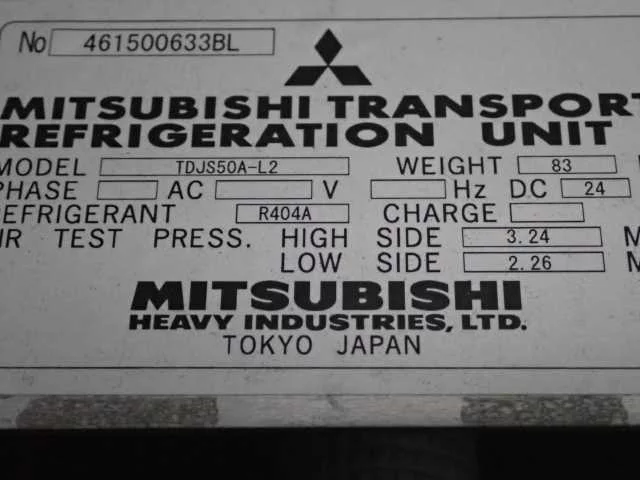 No 461500633BL
MITSUBISHI TRANSPORT
REFRIGERATION UNIT
MODEL TDJS50A-L2 WEIGHT 83
PHASE AC V Hz DC 24
REFRIGERANT R404A CHARGE
TEST PRESS. HIGH SIDE 3.24
LOW SIDE 2.26
MITSUBISHI
HEAVY INDUSTRIES, LTD.
TOKYO JAPAN